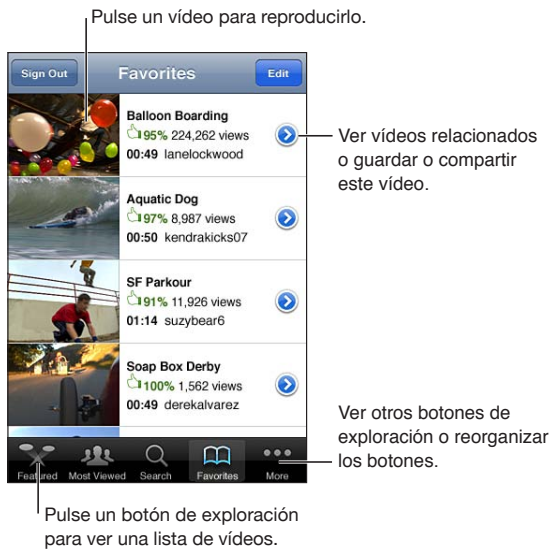 Pulse un vídeo para reproducirlo.
Sign Out
Favorites
Edit
Balloon Boarding
95% 224,262 views
00:49 lanelockwood
Ver vídeos relacionados
o guardar o compartir
este vídeo.
Aquatic Dog
97% 8,987 views
00:50 kendrakicks07
SF Parkour
91% 11,926 views
01:14 suzybear6
Soap Box Derby
100% 1,562 views
00:49 derekalvarez
Ver otros botones de
exploración o reorganizar
los botones.
Featured
Most Viewed
Search
Favorites
More
Pulse un botón de exploración
para ver una lista de vídeos.